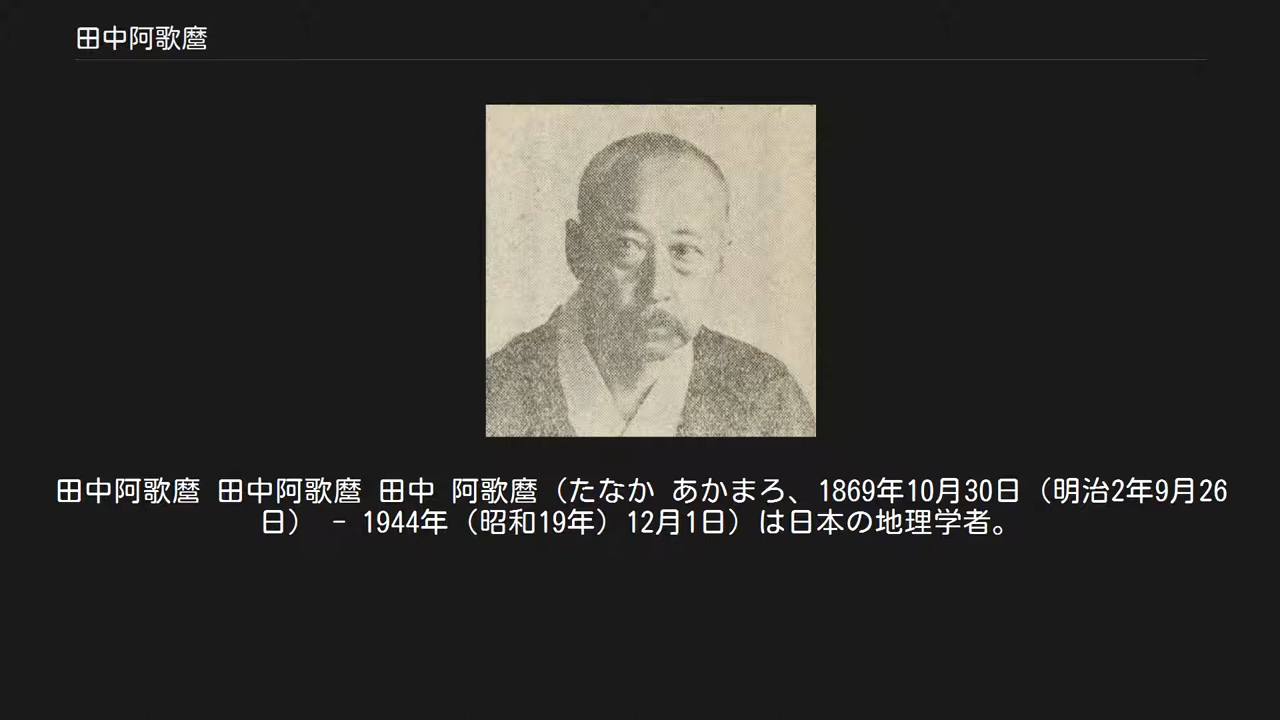 田中阿歌麿
田中阿歌麿 田中阿歌麿 田中 阿歌麿（たなか あかまろ、1869年10月30日（明治2年9月26
日） - 1944年（昭和19年）12月1日）は日本の地理学者。